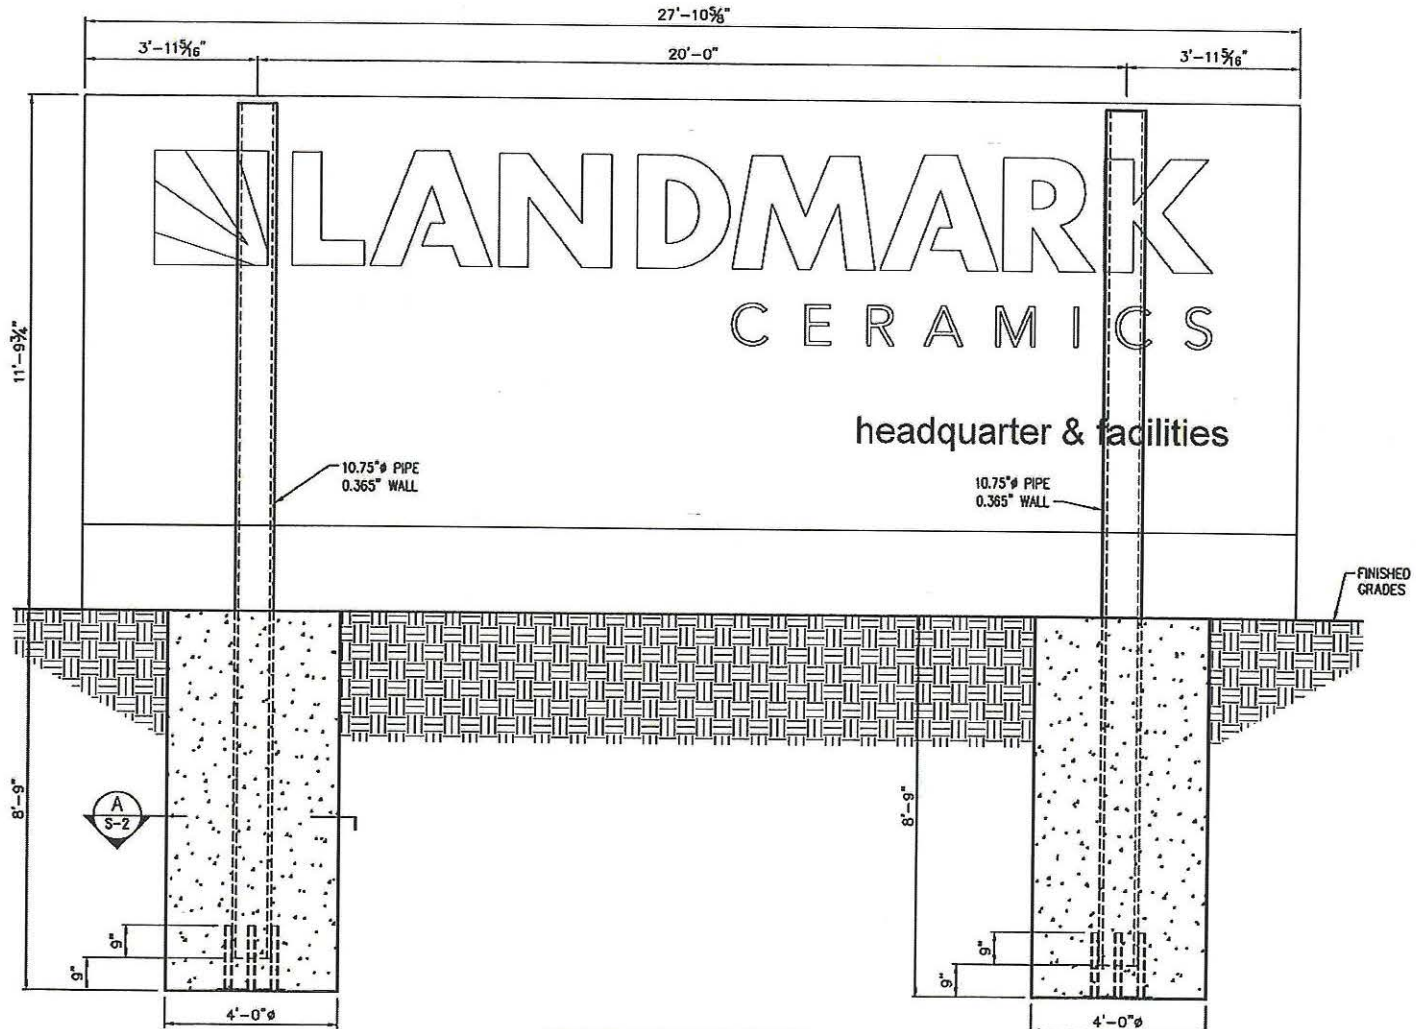 27'-10⅝"
3'-11⁵⁄₁₆"
20'-0"
3'-11⁵⁄₁₆"
LANDMARK
CERAMICS
11'-9¾"
headquarter & facilities
10.75"ø PIPE
0.365" WALL
10.75"ø PIPE
0.365" WALL
FINISHED
GRADES
8'-9"
A
S-2
8'-9"
9"
9"
9"
9"
4'-0"ø
4'-0"ø